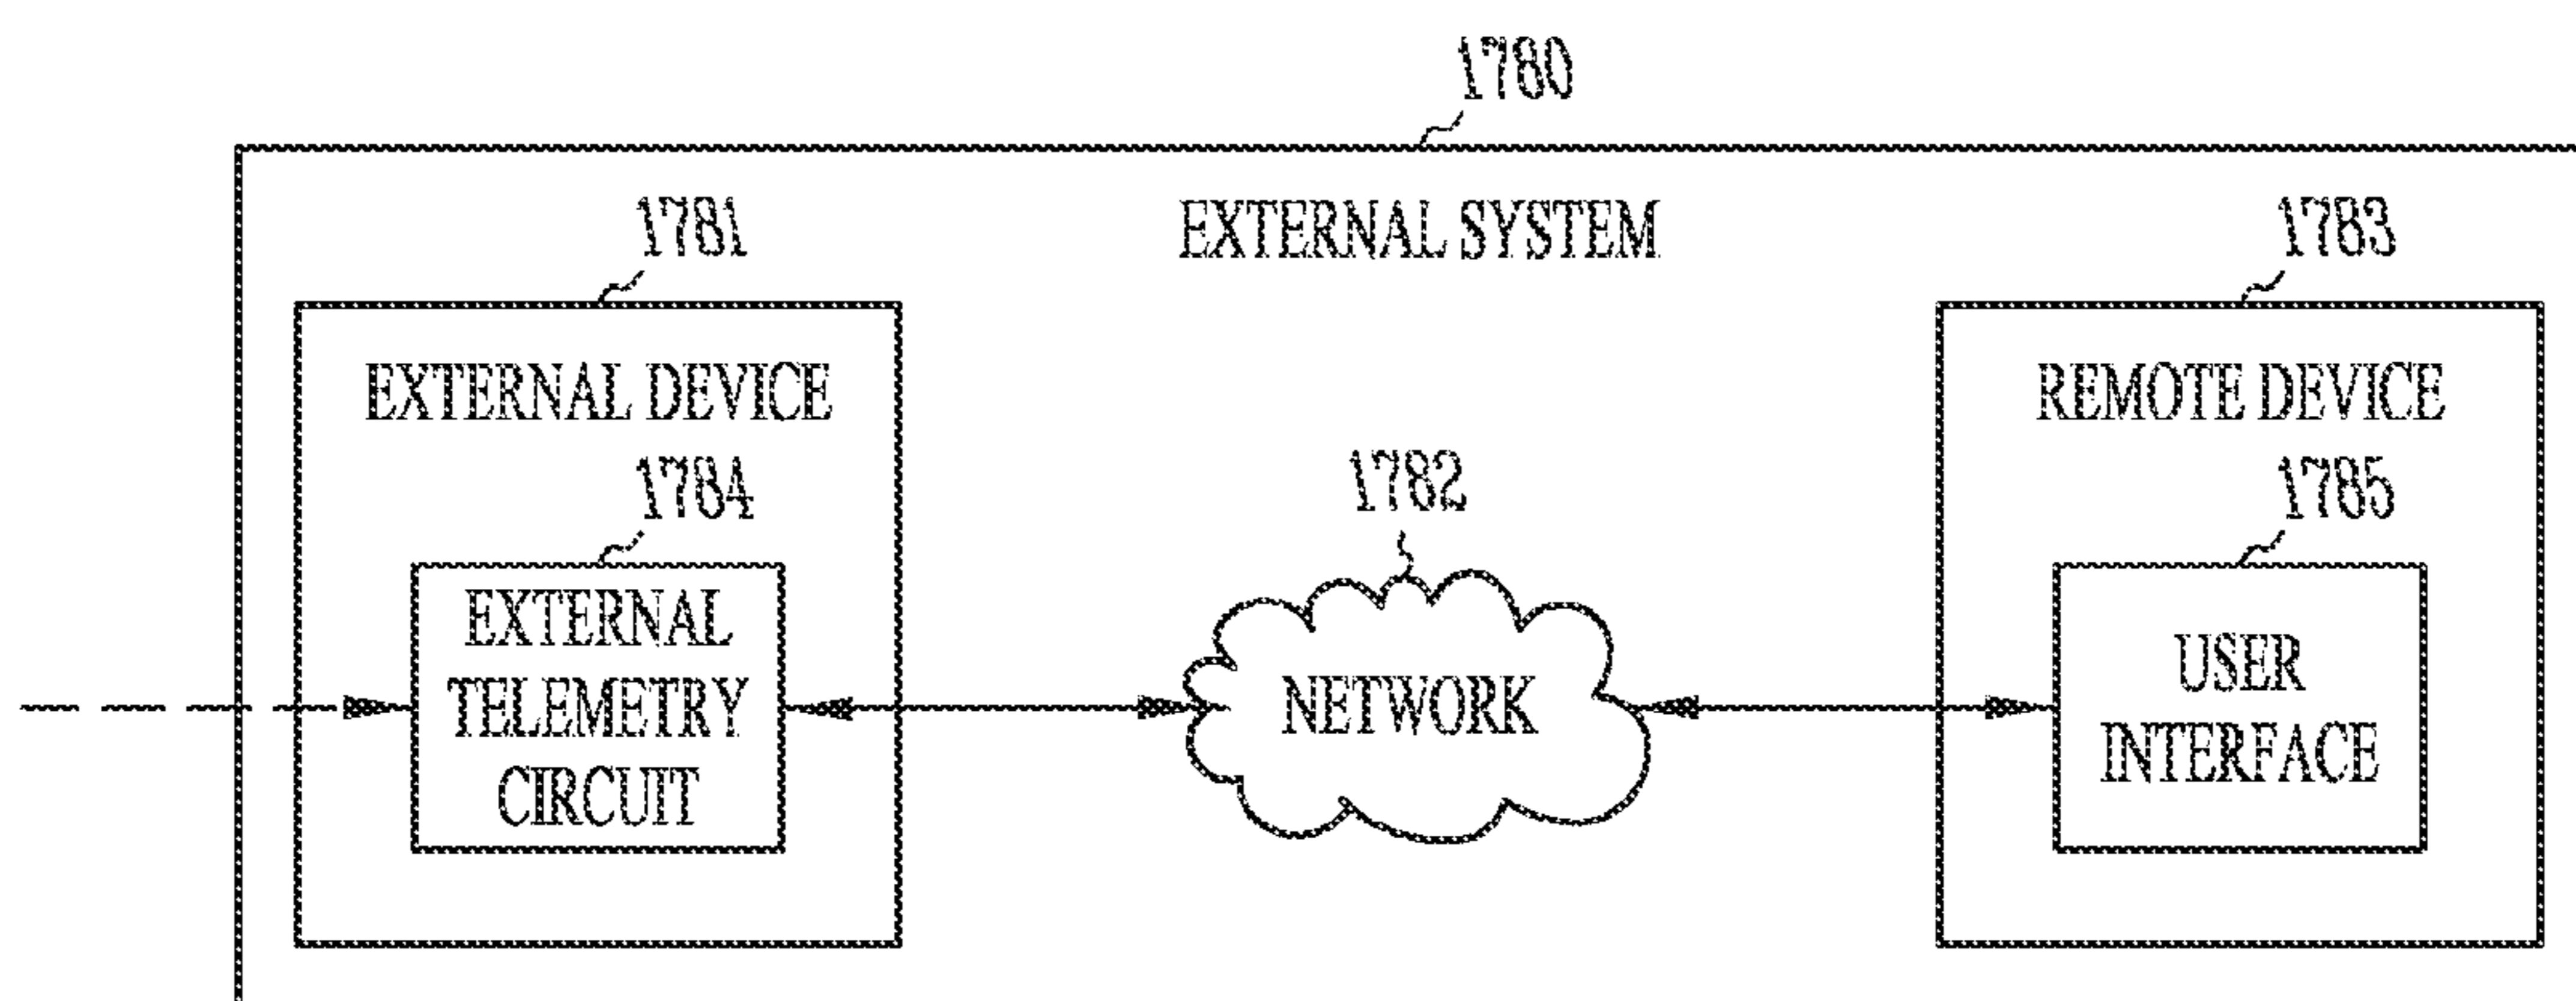 1780
EXTERNAL SYSTEM
1781
EXTERNAL DEVICE
1784
EXTERNAL
TELEMETRY
CIRCUIT
1782
NETWORK
1783
REMOTE DEVICE
1785
USER
INTERFACE